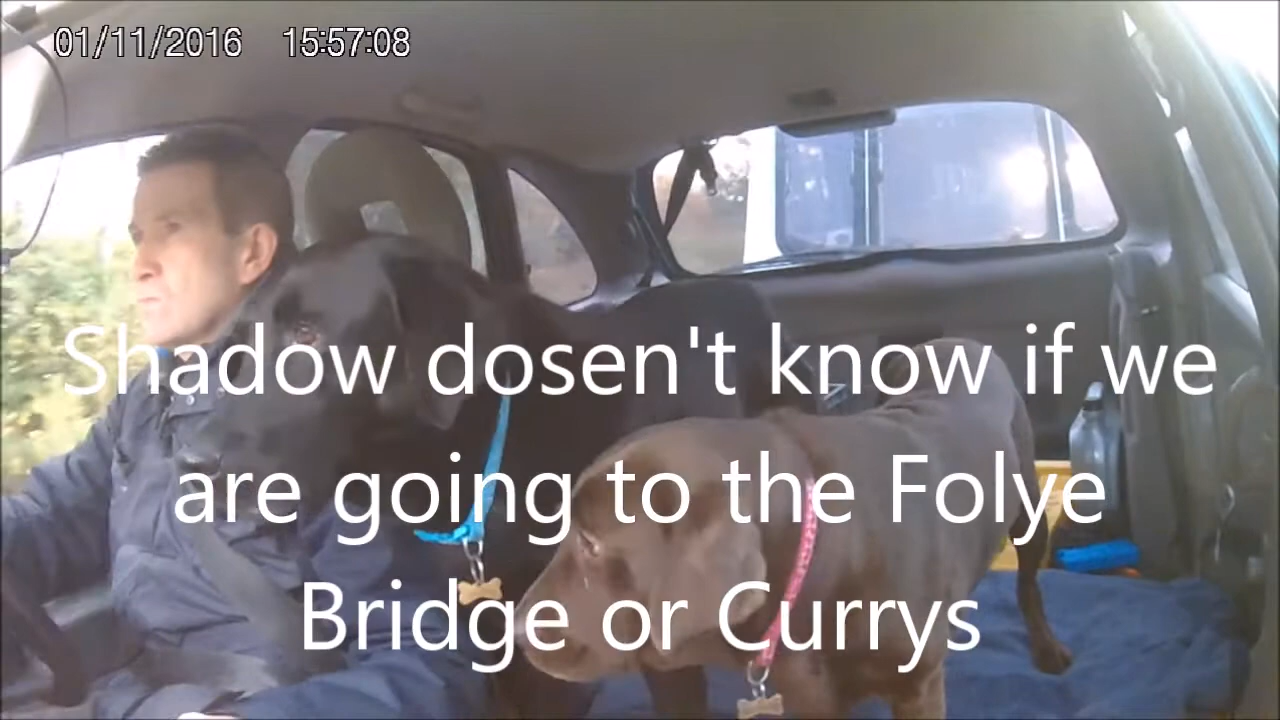 01/11/2016 15:57:08
Shadow dosen't know if we
are going to the Folye
Bridge or Currys